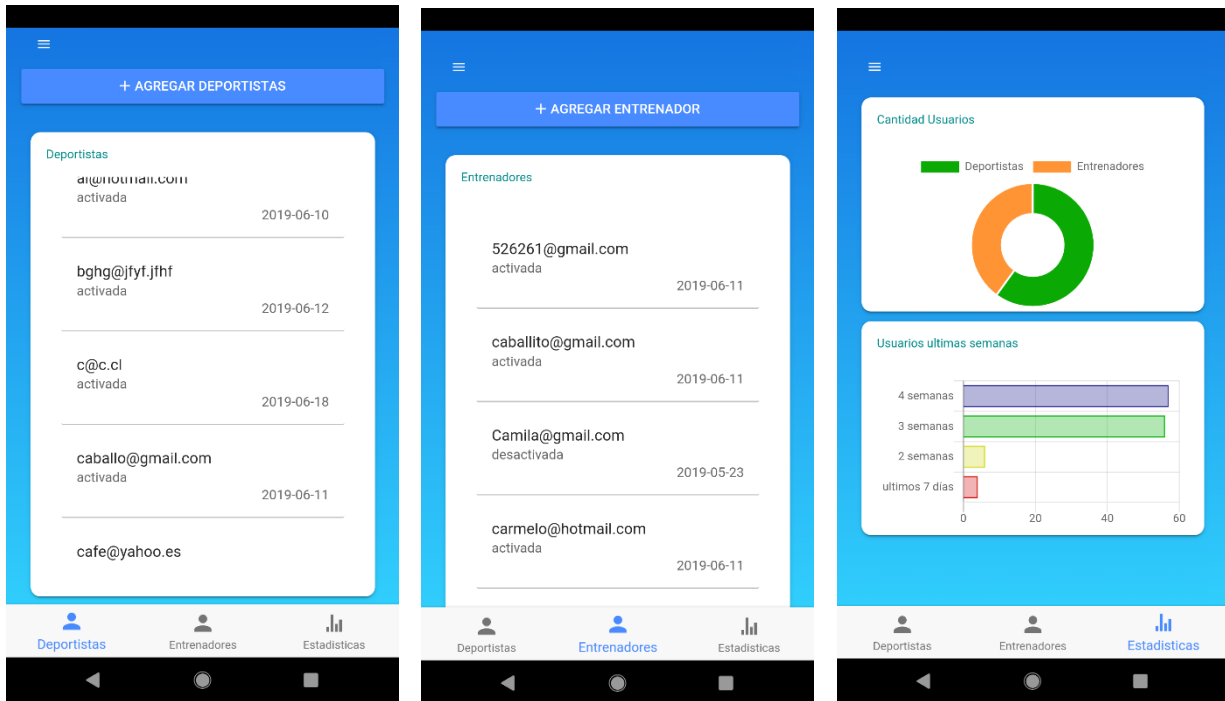 + AGREGAR DEPORTISTAS
Deportistas
al@hotmail.com
activada
2019-06-10
bghg@jfyf.jfhf
activada
2019-06-12
c@c.cl
activada
2019-06-18
caballo@gmail.com
activada
2019-06-11
cafe@yahoo.es
Deportistas
Entrenadores
Estadisticas
+ AGREGAR ENTRENADOR
Entrenadores
526261@gmail.com
activada
2019-06-11
caballito@gmail.com
activada
2019-06-11
Camila@gmail.com
desactivada
2019-05-23
carmelo@hotmail.com
activada
2019-06-11
Deportistas
Entrenadores
Estadisticas
Cantidad Usuarios
Deportistas Entrenadores
Usuarios ultimas semanas
4 semanas
3 semanas
2 semanas
ultimos 7 días
0 20 40 60
Deportistas
Entrenadores
Estadisticas